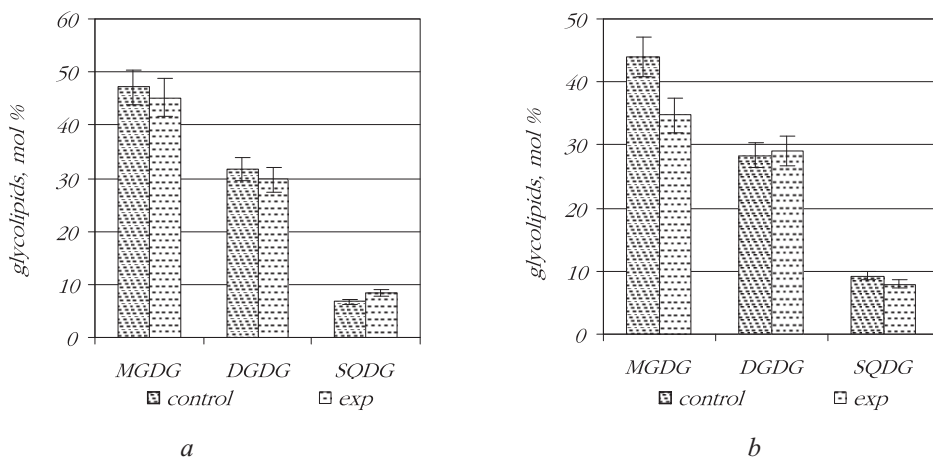 glycolipids, mol %
60
50
40
30
20
10
0
MGDG DGDG SQDG
control exp
a
glycolipids, mol %
50
40
30
20
10
0
MGDG DGDG SQDG
control exp
b